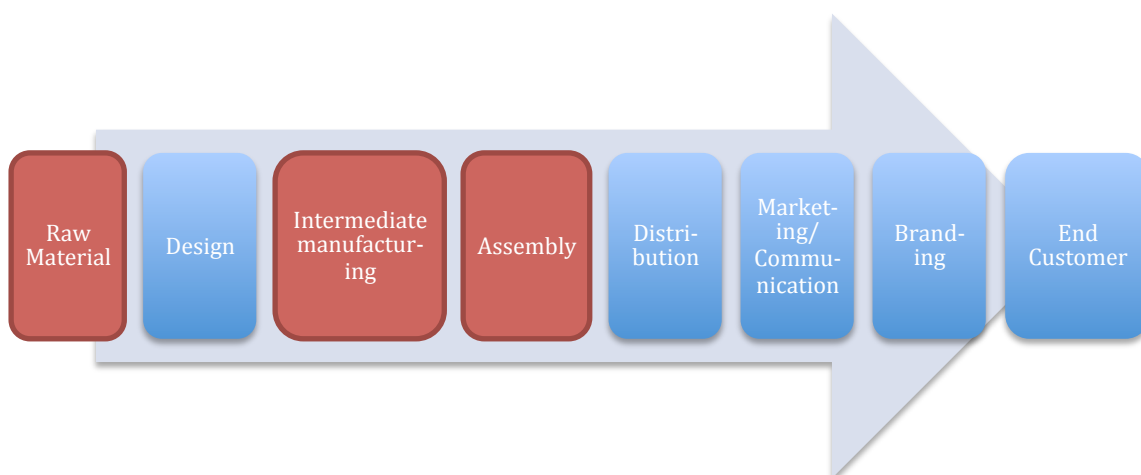 Raw
Material
Design
Intermediate
manufactur-
ing
Assembly
Distri-
bution
Market-
ing/
Commu-
nication
Brand-
ing
End
Customer